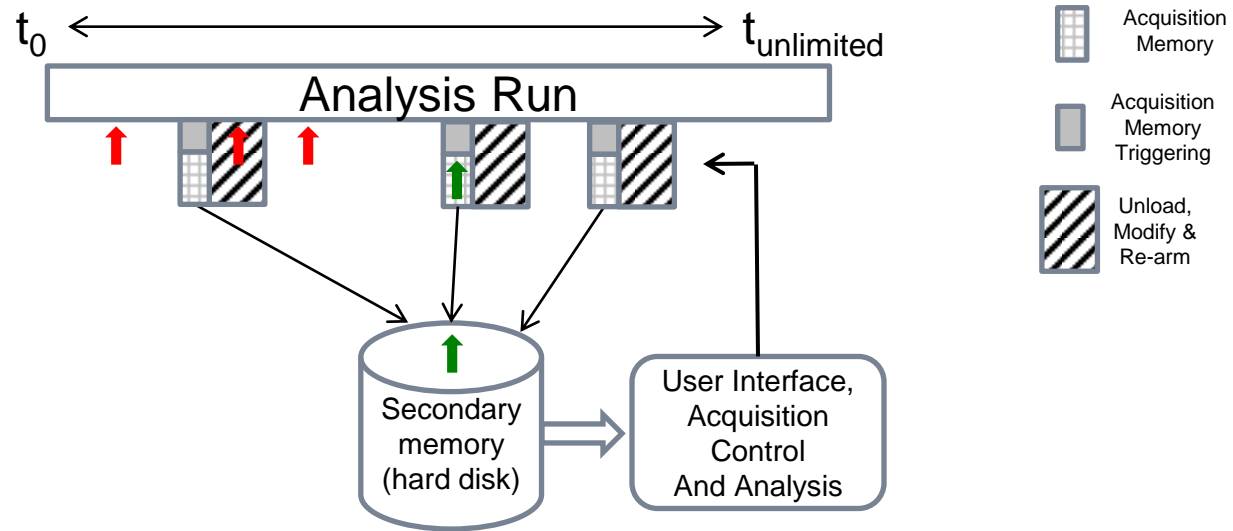 t0
tunlimited
Analysis Run
Acquisition
Memory
Acquisition
Memory
Triggering
Unload,
Modify &
Re-arm
Secondary
memory
(hard disk)
User Interface,
Acquisition
Control
And Analysis